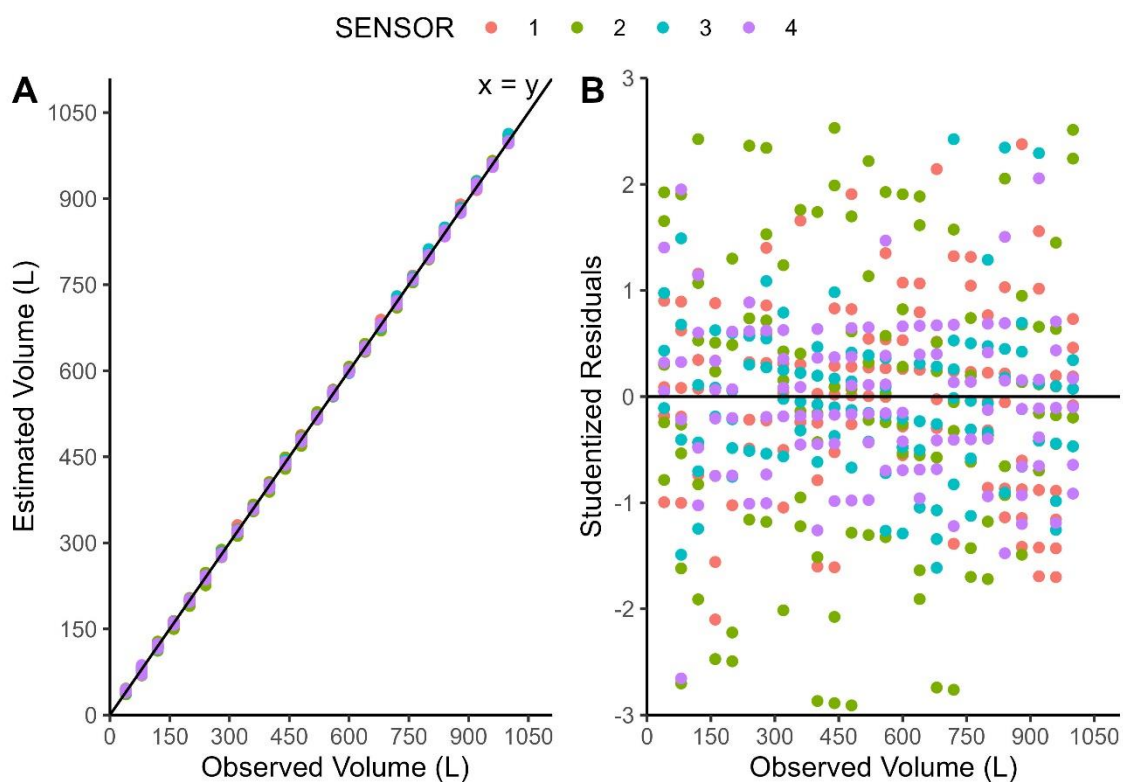 SENSOR 1 2 3 4
A
x = y
1050
900
750
600
450
300
150
0
0 150 300 450 600 750 900 1050
Estimated Volume (L)
Observed Volume (L)
B
3
2
1
0
-1
-2
-3
0 150 300 450 600 750 900 1050
Studentized Residuals
Observed Volume (L)